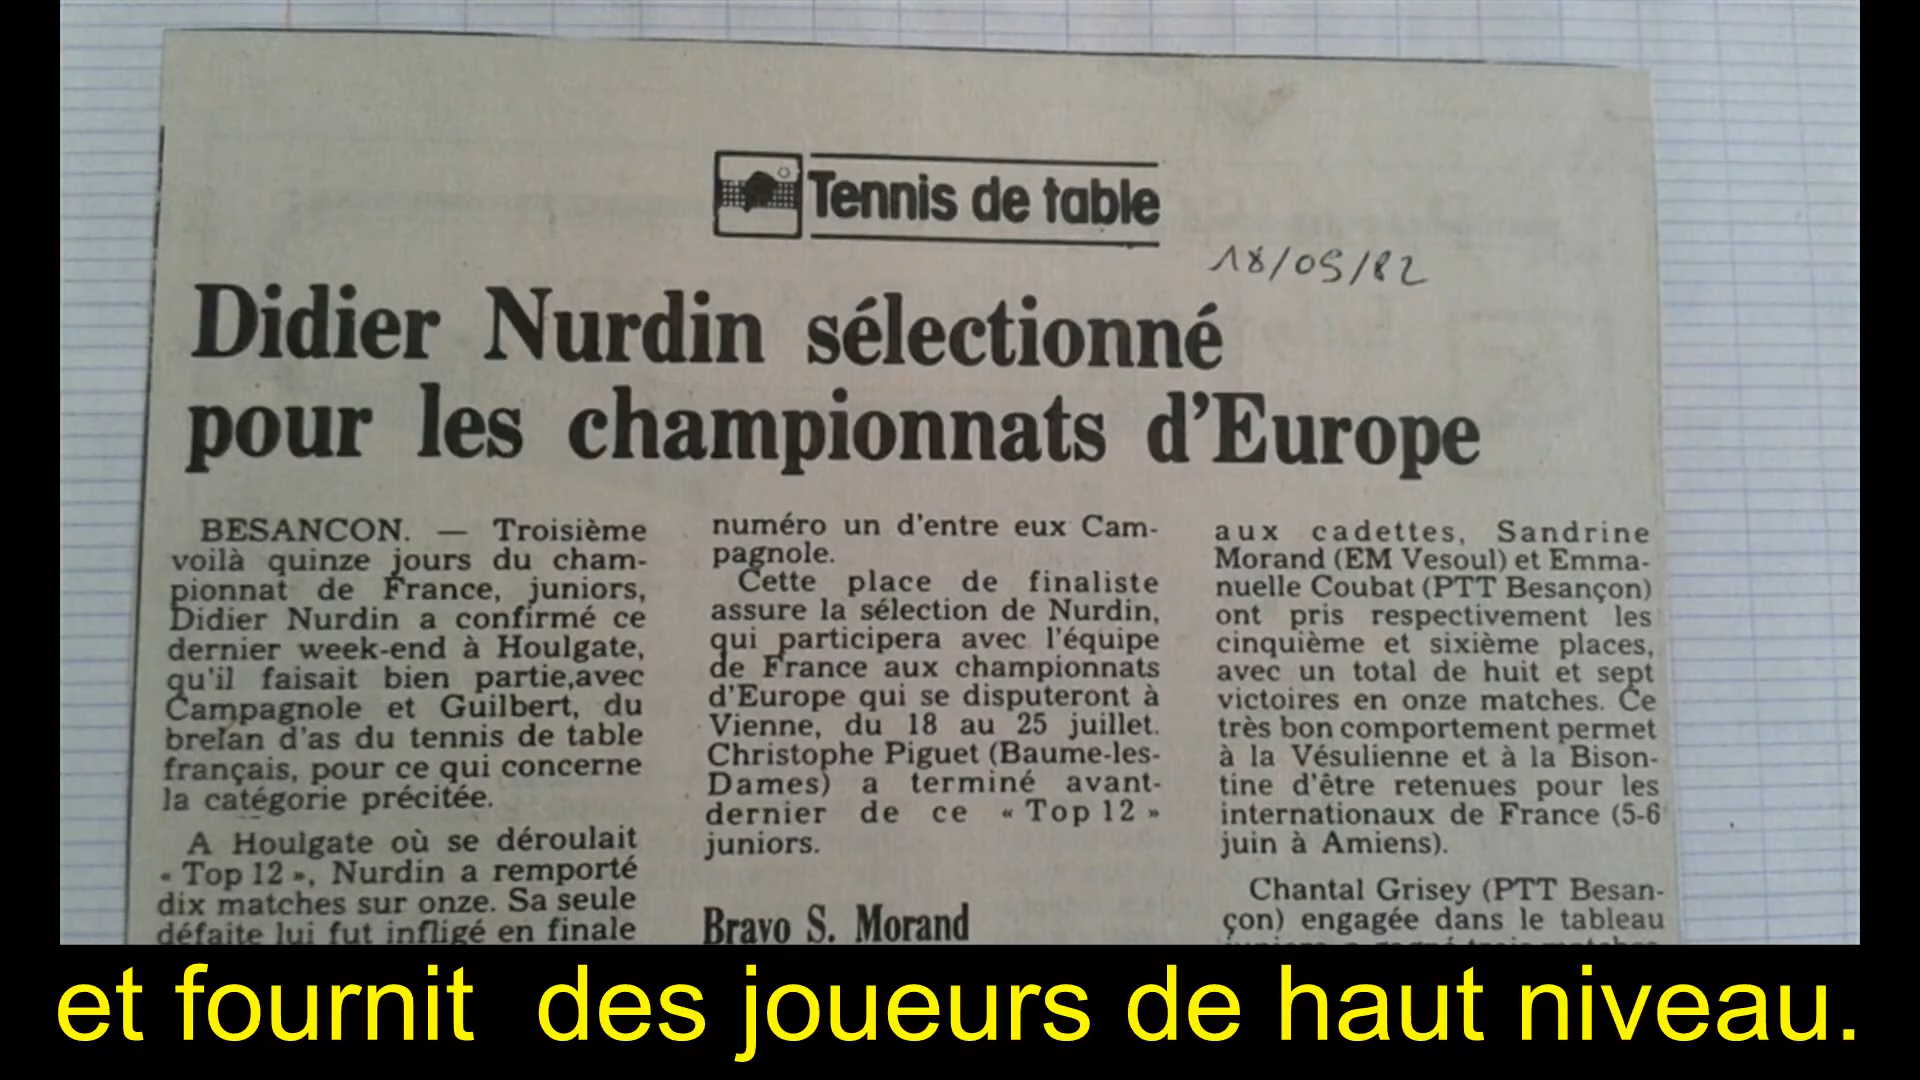 Tennis de table
18/05/82
Didier Nurdin sélectionné
pour les championnats d'Europe
BESANCON. — Troisième
voilà quinze jours du cham-
pionnat de France, juniors,
Didier Nurdin a confirmé ce
dernier week-end à Houlgate,
qu'il faisait bien partie,avec
Campagnole et Guilbert, du
brelan d'as du tennis de table
français, pour ce qui concerne
la catégorie précitée.
A Houlgate où se déroulait
« Top 12 », Nurdin a remporté
dix matches sur onze. Sa seule
défaite lui fut infligé en finale
numéro un d'entre eux Cam-
pagnole.
Cette place de finaliste
assure la sélection de Nurdin,
qui participera avec l'équipe
de France aux championnats
d'Europe qui se disputeront à
Vienne, du 18 au 25 juillet.
Christophe Piguet (Baume-les-
Dames) a terminé avant-
dernier de ce « Top 12 »
juniors.
Bravo S. Morand
aux cadettes, Sandrine
Morand (EM Vesoul) et Emma-
nuelle Coubat (PTT Besançon)
ont pris respectivement les
cinquième et sixième places,
avec un total de huit et sept
victoires en onze matches. Ce
très bon comportement permet
à la Vésulienne et à la Bison-
tine d'être retenues pour les
internationaux de France (5-6
juin à Amiens).
Chantal Grisey (PTT Besan-
çon) engagée dans le tableau
et fournit des joueurs de haut niveau.